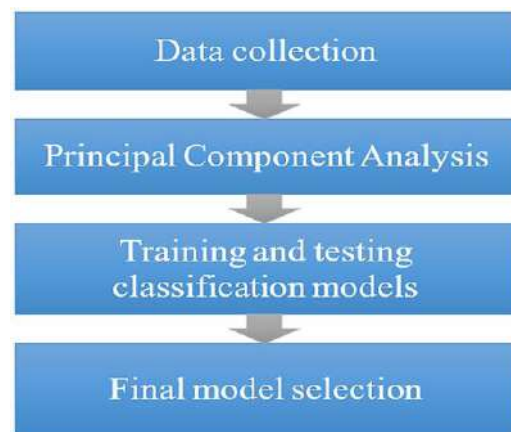 Data collection
Principal Component Analysis
Training and testing
classification models
Final model selection